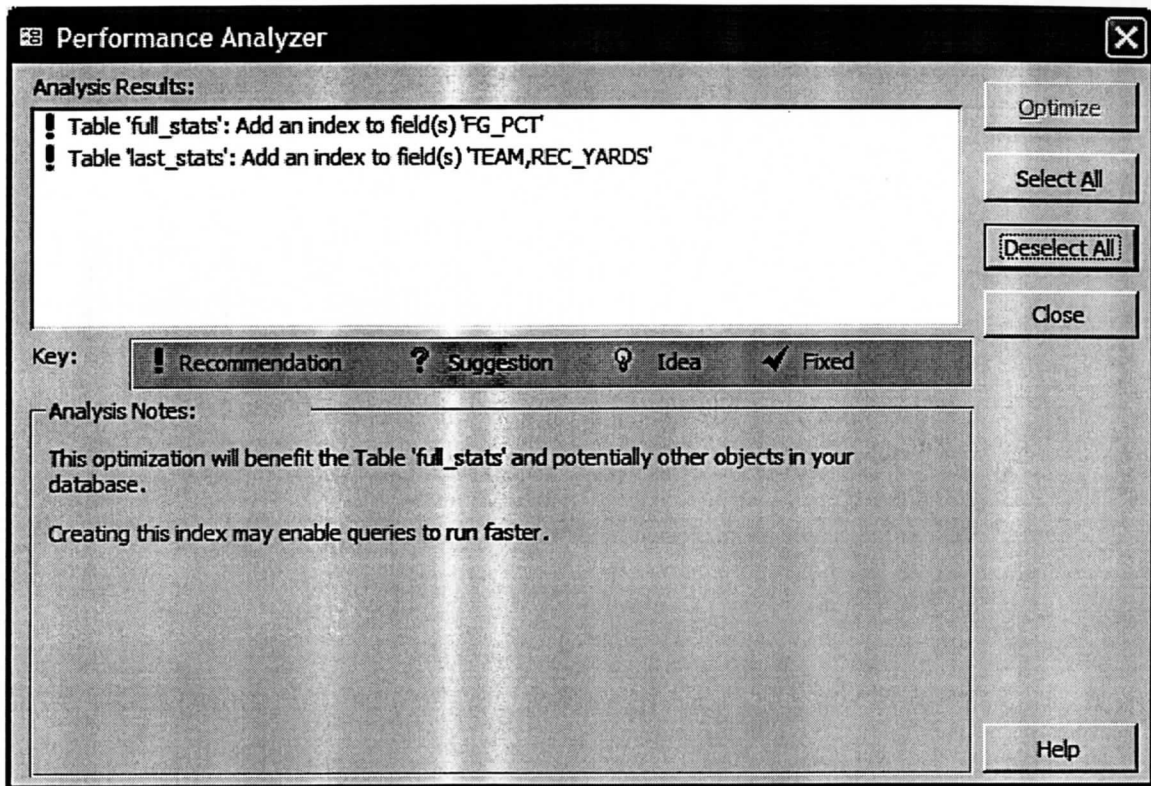 Performance Analyzer
Analysis Results:
Table 'full_stats': Add an index to field(s) 'FG_PCT'
Table 'last_stats': Add an index to field(s) 'TEAM,REC_YARDS'
Optimize
Select All
Deselect All
Close
Key:
Recommendation Suggestion Idea Fixed
Analysis Notes:
This optimization will benefit the Table 'full_stats' and potentially other objects in your
database.
Creating this index may enable queries to run faster.
Help